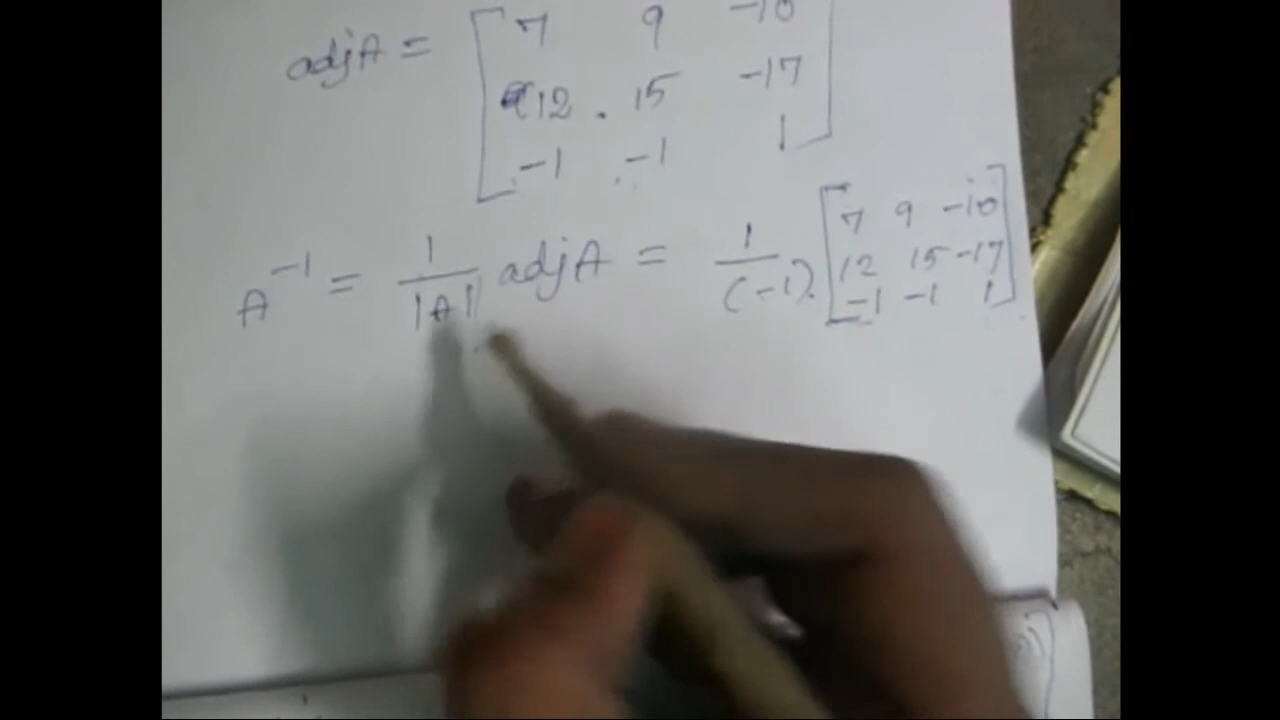 adjA = [ 7 9 -10
12 . 15 -17
-1 -1 1 ]
A⁻¹ = 1/|A| adjA = 1/(-1). [ 7 9 -10
12 15 -17
-1 -1 1 ]